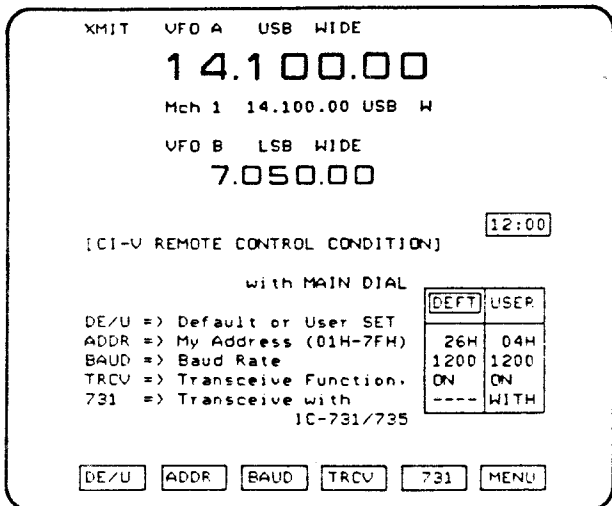 XMIT VFO A USB WIDE
14.100.00
Mch 1 14.100.00 USB W
VFO B LSB WIDE
7.050.00
12:00
[CI-V REMOTE CONTROL CONDITION]
with MAIN DIAL
DEFT USER
DE/U => Default or User SET
ADDR => My Address (01H-7FH) 26H 04H
BAUD => Baud Rate 1200 1200
TRCV => Transceive Function. ON ON
731 => Transceive with ---- WITH
IC-731/735
DE/U ADDR BAUD TRCV 731 MENU